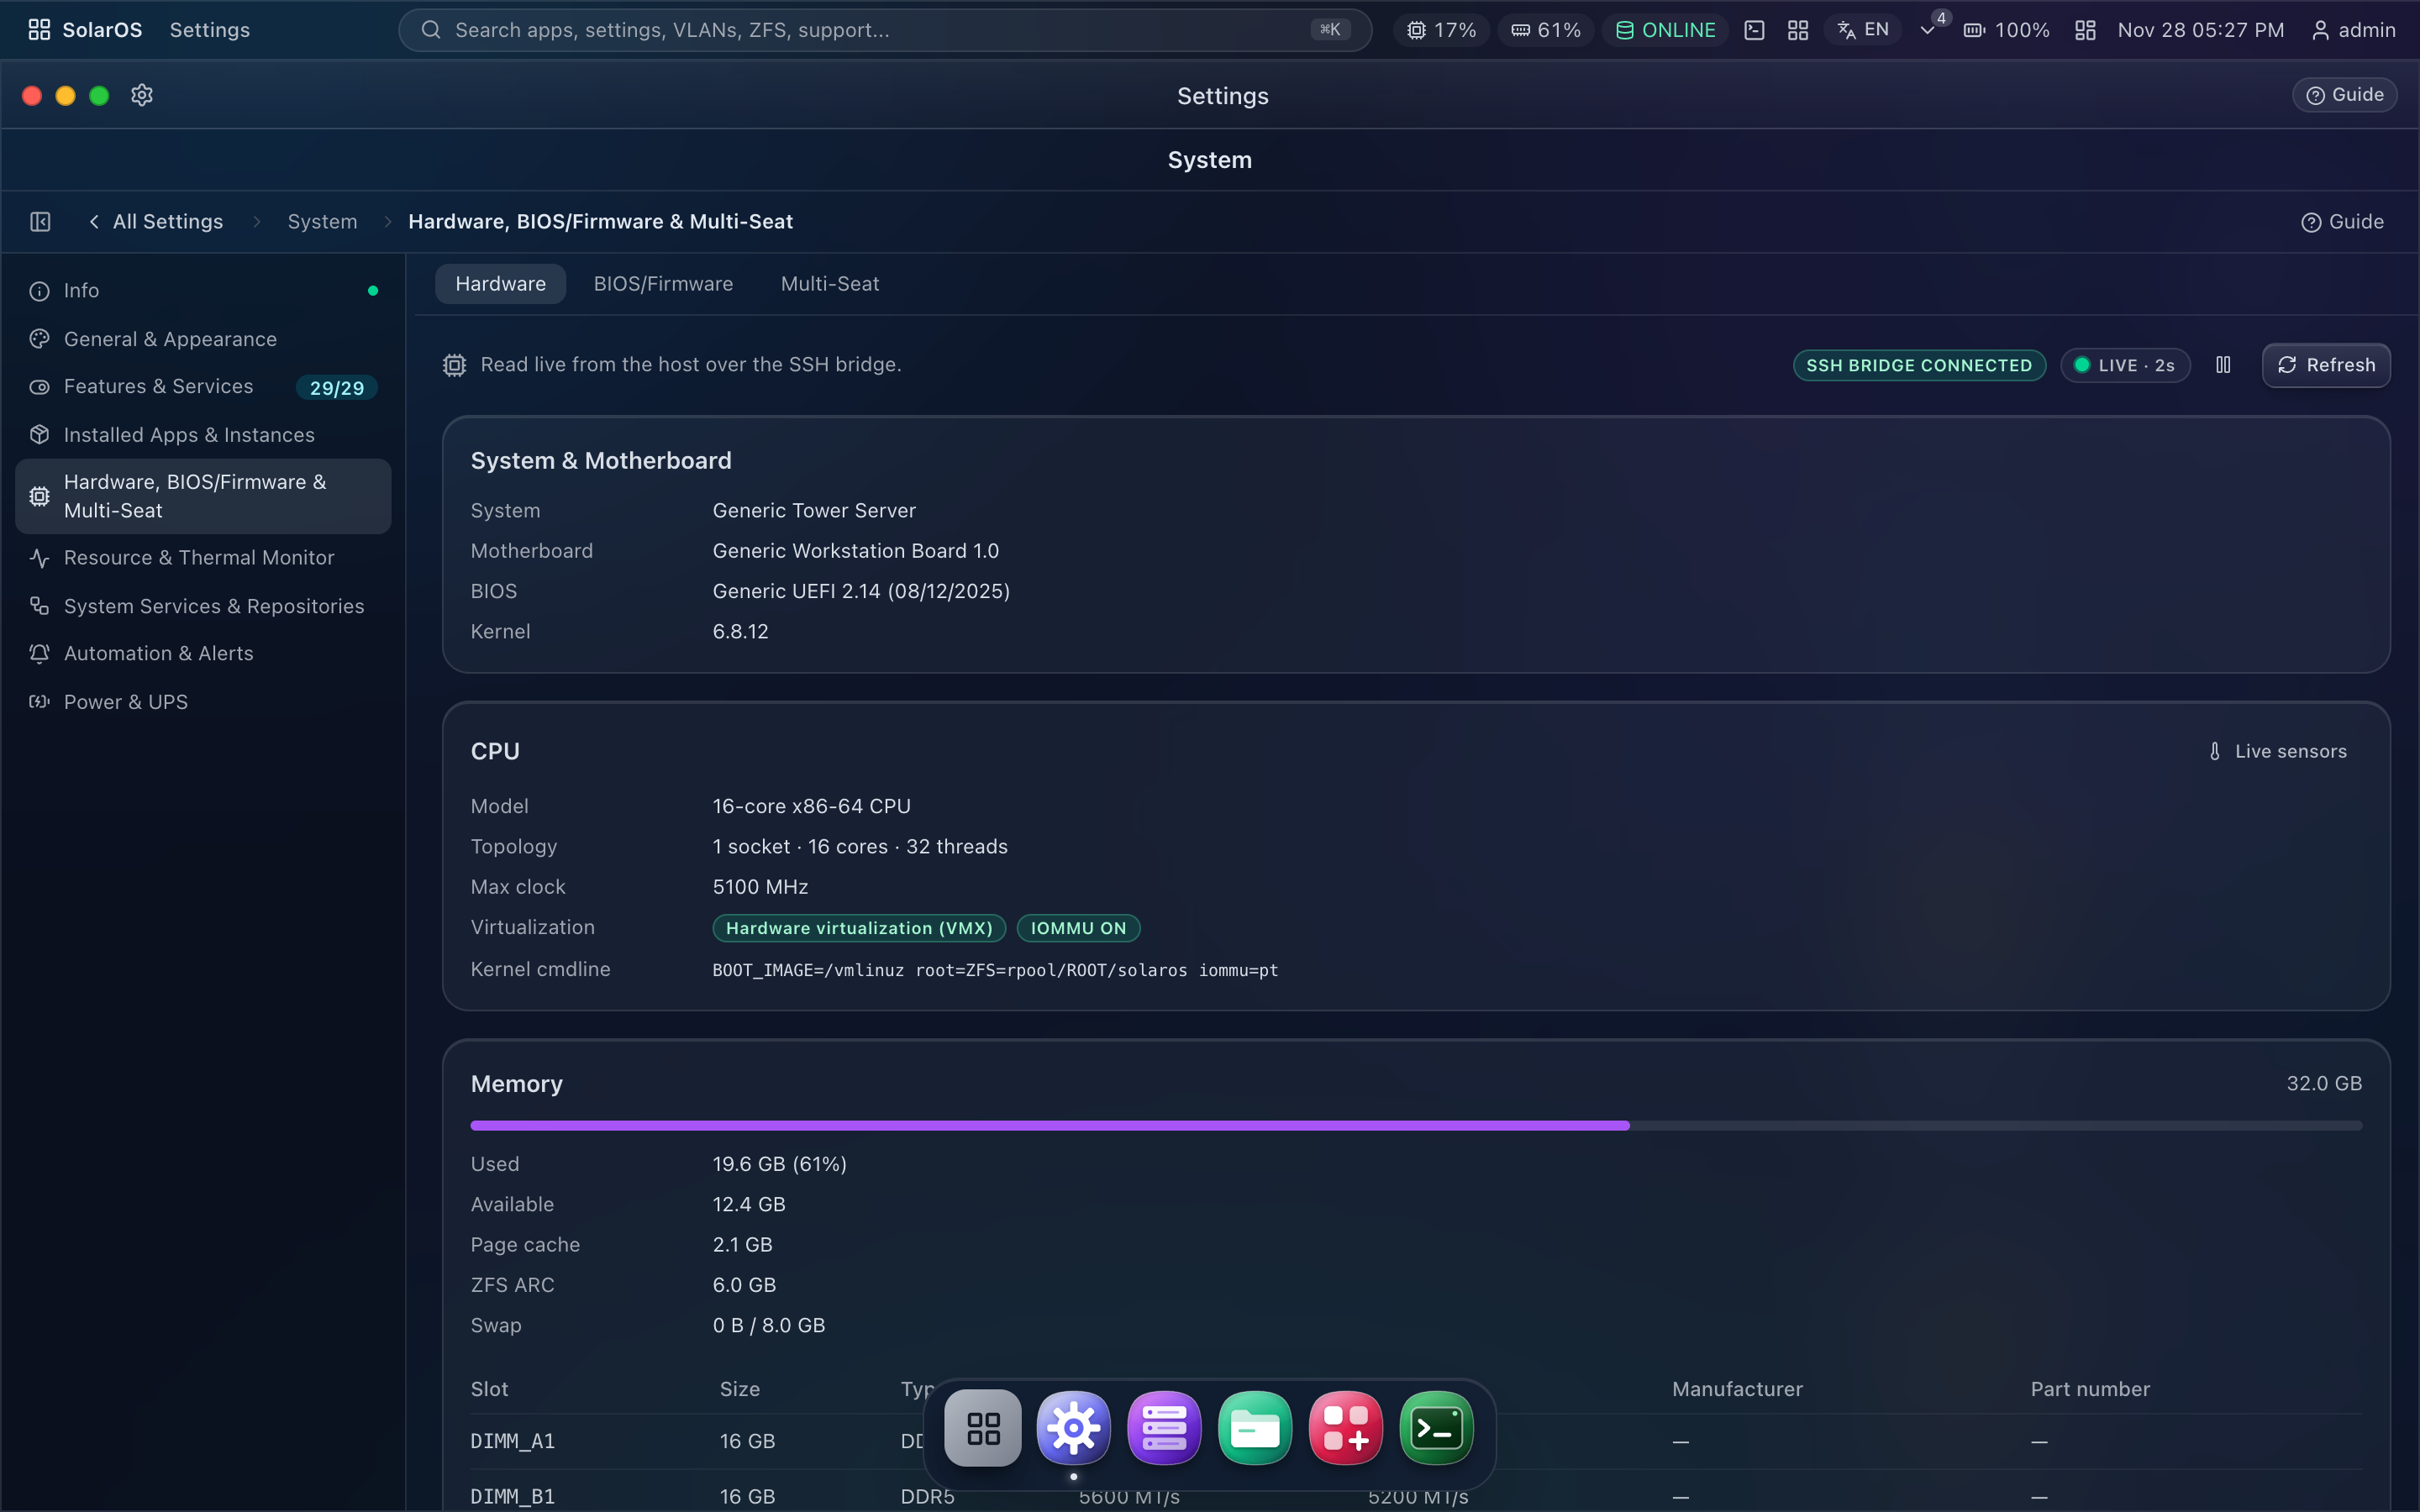 SolarOS Settings Search apps, settings, VLANs, ZFS, support... ⌘K 17% 61% ONLINE EN 4 100% Nov 28 05:27 PM admin
Settings Guide
System
All Settings System Hardware, BIOS/Firmware & Multi-Seat Guide
Info
General & Appearance
Features & Services 29/29
Installed Apps & Instances
Hardware, BIOS/Firmware &
Multi-Seat
Resource & Thermal Monitor
System Services & Repositories
Automation & Alerts
Power & UPS
Hardware BIOS/Firmware Multi-Seat
Read live from the host over the SSH bridge. SSH BRIDGE CONNECTED LIVE · 2s Refresh
System & Motherboard
System Generic Tower Server
Motherboard Generic Workstation Board 1.0
BIOS Generic UEFI 2.14 (08/12/2025)
Kernel 6.8.12
CPU Live sensors
Model 16-core x86-64 CPU
Topology 1 socket · 16 cores · 32 threads
Max clock 5100 MHz
Virtualization Hardware virtualization (VMX) IOMMU ON
Kernel cmdline BOOT_IMAGE=/vmlinuz root=ZFS=rpool/ROOT/solaros iommu=pt
Memory 32.0 GB
Used 19.6 GB (61%)
Available 12.4 GB
Page cache 2.1 GB
ZFS ARC 6.0 GB
Swap 0 B / 8.0 GB
Slot Size Manufacturer Part number
DIMM_A1 16 GB — —
DIMM_B1 16 GB DDR5 5600 MT/s 5200 MT/s — —